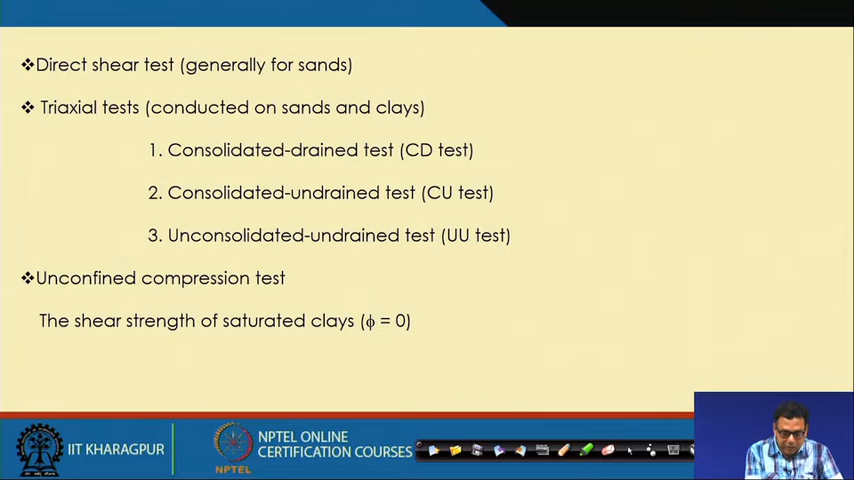 ❖Direct shear test (generally for sands)
❖ Triaxial tests (conducted on sands and clays)
1. Consolidated-drained test (CD test)
2. Consolidated-undrained test (CU test)
3. Unconsolidated-undrained test (UU test)
❖Unconfined compression test
The shear strength of saturated clays (ϕ = 0)
IIT KHARAGPUR
NPTEL
NPTEL ONLINE
CERTIFICATION COURSES